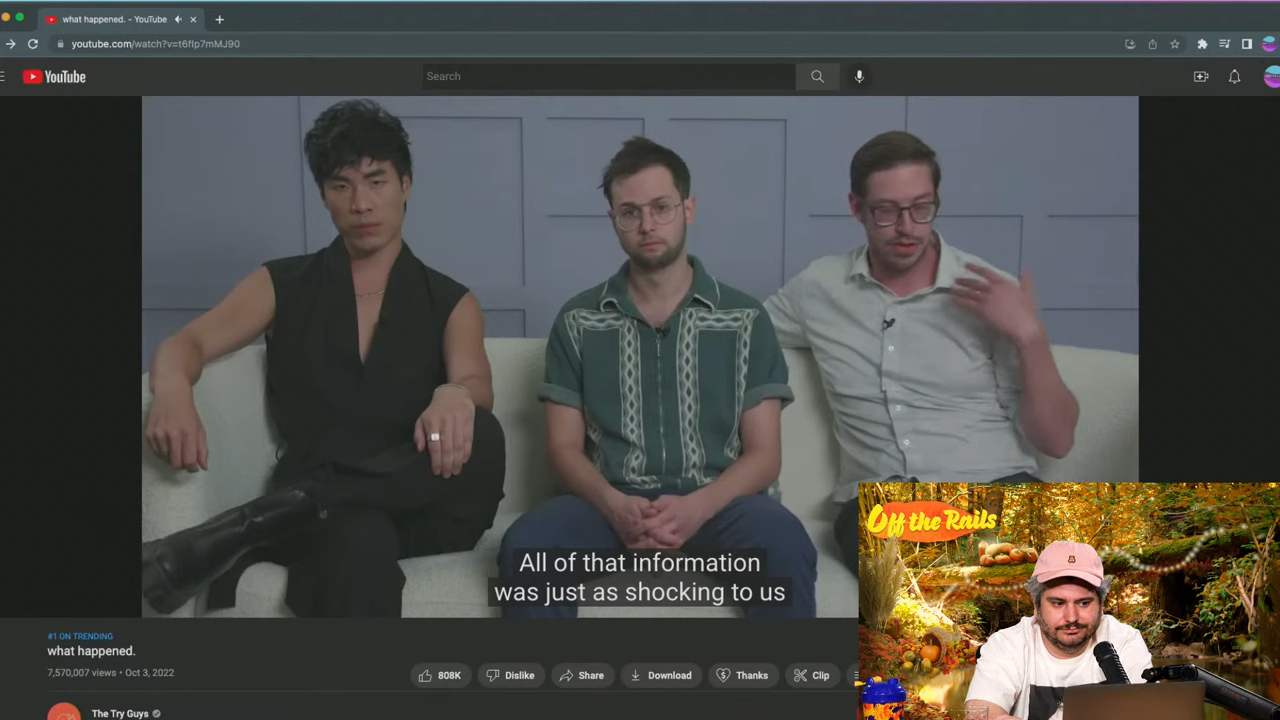 what happened. - YouTube
youtube.com/watch?v=t6fIp7mMJ90
YouTube
Search
All of that information
was just as shocking to us
Off the Rails
#1 ON TRENDING
what happened.
7,570,007 views • Oct 3, 2022
808K
Dislike
Share
Download
Thanks
Clip
The Try Guys